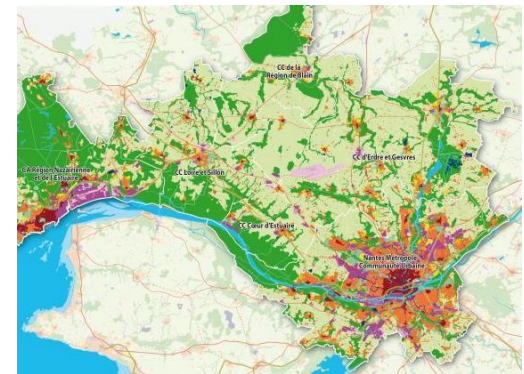 CC de la
Région de Blain
CC d'Erdre et Gesvres
CA Région Nazairienne
et de l'Estuaire
CC Loire et Sillon
CC Cœur d'Estuaire
Nantes Métropole
Communauté Urbaine